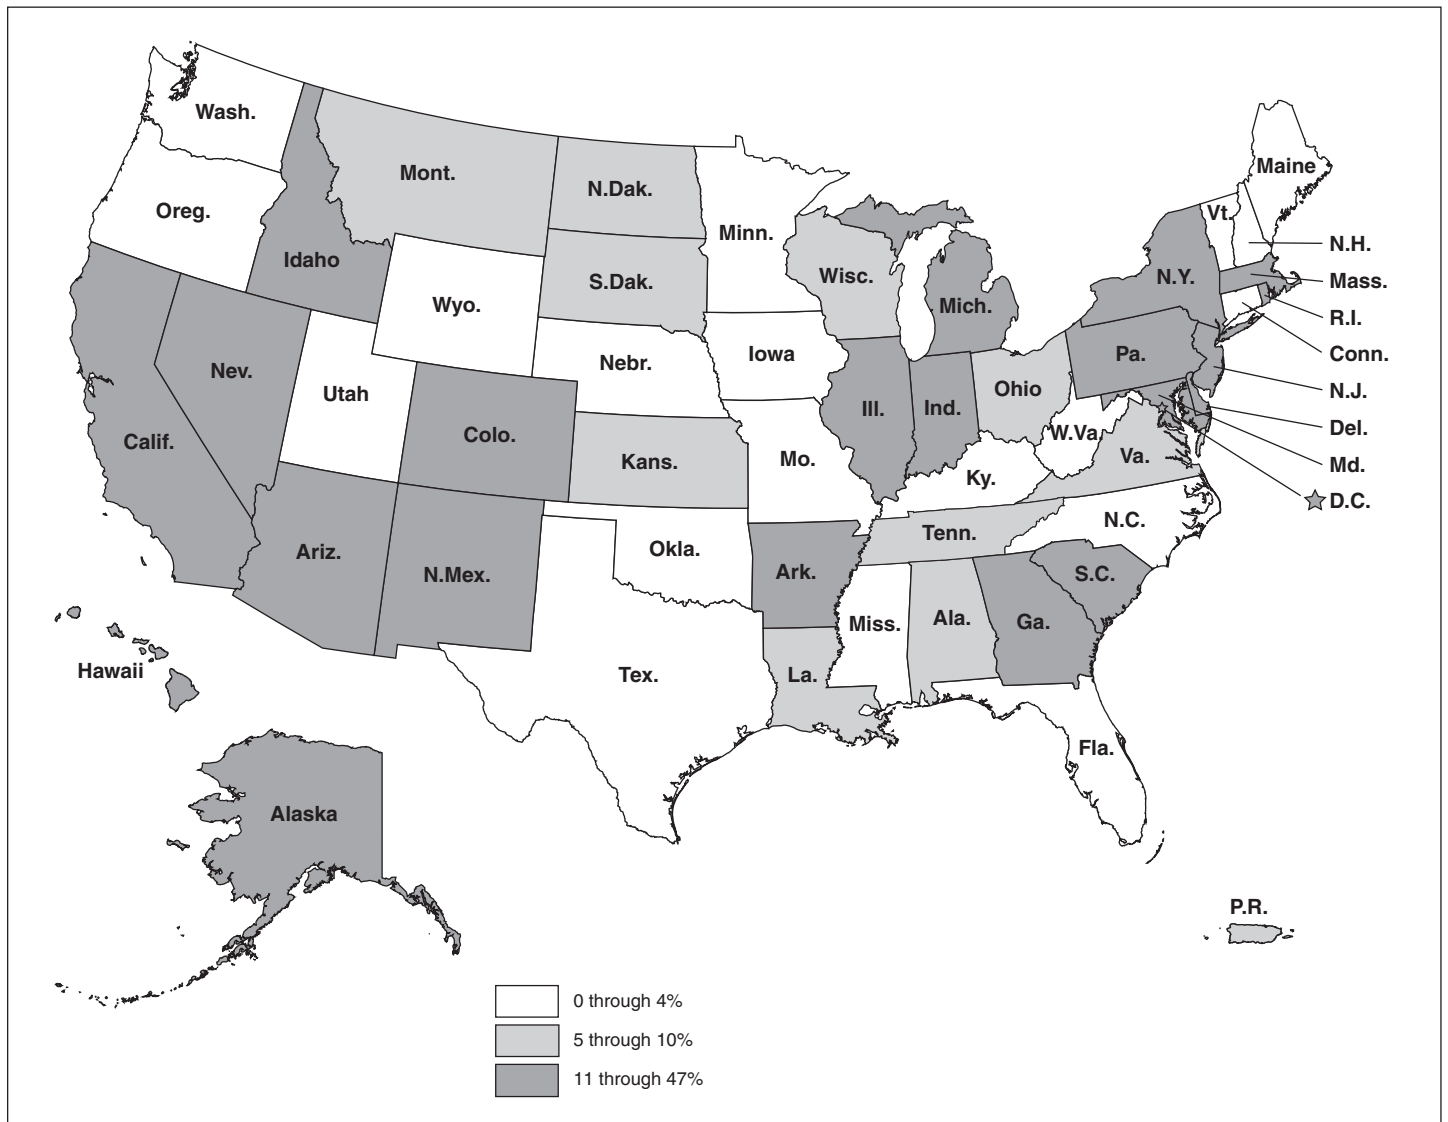 Wash.
Oreg.
Idaho
Mont.
N.Dak.
S.Dak.
Minn.
Wisc.
Mich.
Maine
Vt.
N.H.
N.Y.
Mass.
R.I.
Conn.
Pa.
N.J.
Del.
Md.
D.C.
Wyo.
Nebr.
Iowa
Ill.
Ind.
Ohio
W.Va.
Va.
Nev.
Utah
Colo.
Kans.
Mo.
Ky.
Calif.
Ariz.
N.Mex.
Okla.
Ark.
Tenn.
N.C.
S.C.
Tex.
La.
Miss.
Ala.
Ga.
Fla.
Hawaii
Alaska
P.R.
0 through 4%
5 through 10%
11 through 47%